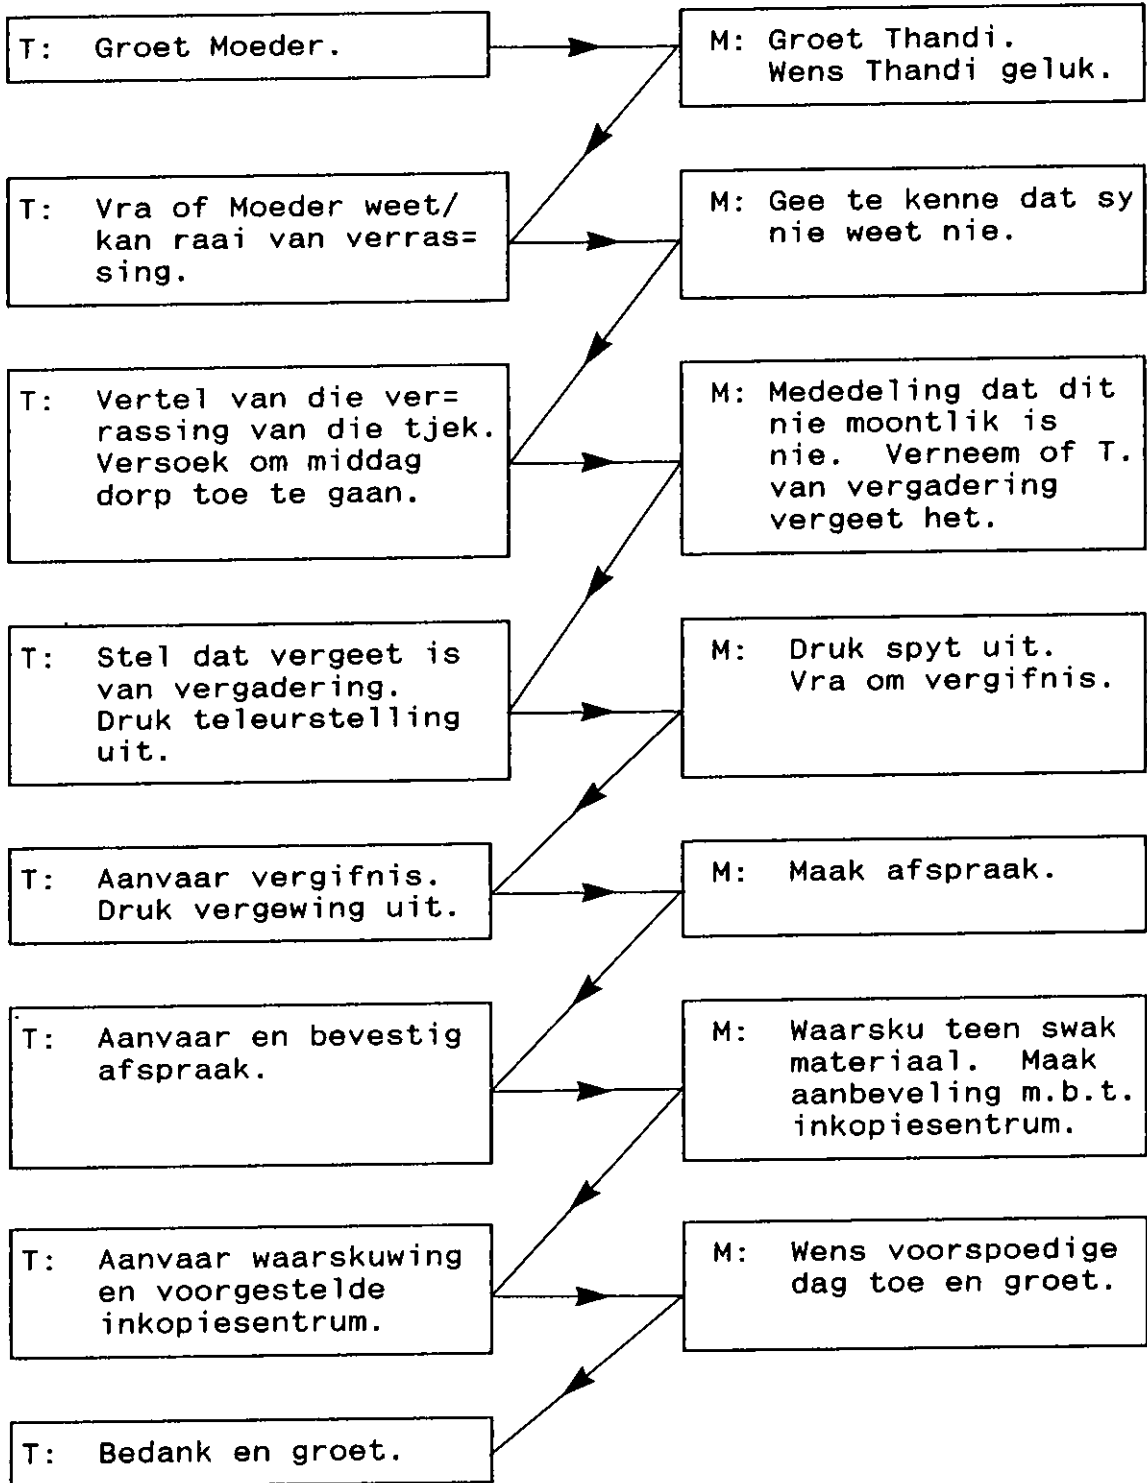 T: Groet Moeder.
M: Groet Thandi.
Wens Thandi geluk.
T: Vra of Moeder weet/
kan raai van verras=
sing.
M: Gee te kenne dat sy
nie weet nie.
T: Vertel van die ver=
rassing van die tjek.
Versoek om middag
dorp toe te gaan.
M: Mededeling dat dit
nie moontlik is
nie. Verneem of T.
van vergadering
vergeet het.
T: Stel dat vergeet is
van vergadering.
Druk teleurstelling
uit.
M: Druk spyt uit.
Vra om vergifnis.
T: Aanvaar vergifnis.
Druk vergewing uit.
M: Maak afspraak.
T: Aanvaar en bevestig
afspraak.
M: Waarsku teen swak
materiaal. Maak
aanbeveling m.b.t.
inkopiesentrum.
T: Aanvaar waarskuwing
en voorgestelde
inkopiesentrum.
M: Wens voorspoedige
dag toe en groet.
T: Bedank en groet.